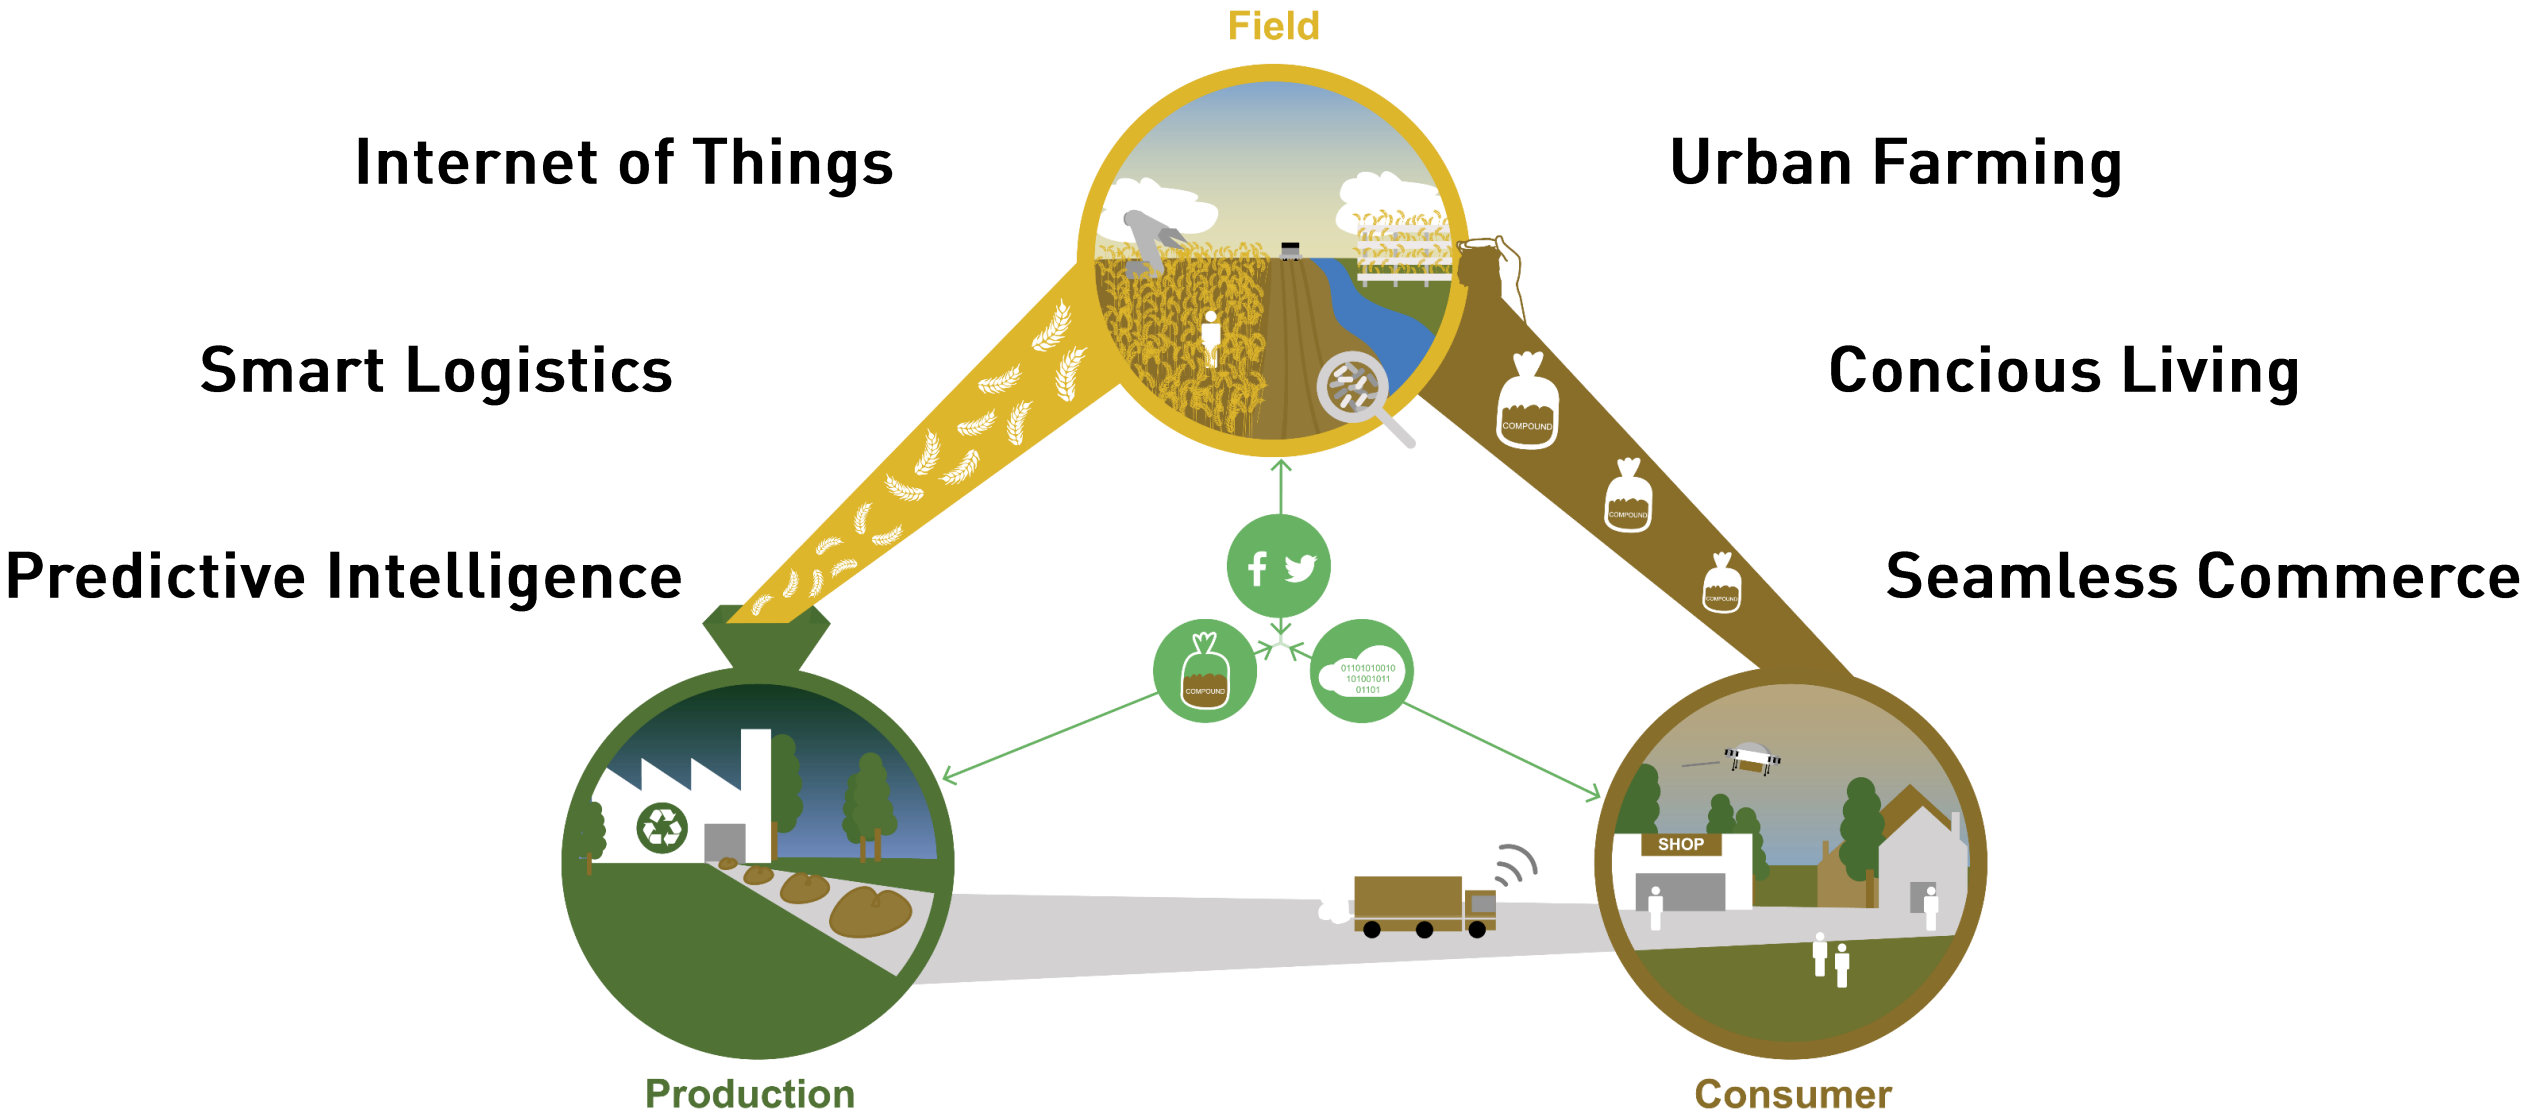 Field
Internet of Things
Urban Farming
Smart Logistics
Concious Living
COMPOUND
COMPOUND
Predictive Intelligence
Seamless Commerce
COMPOUND
f
COMPOUND
01101010010
101001011
01101
SHOP
Production
Consumer